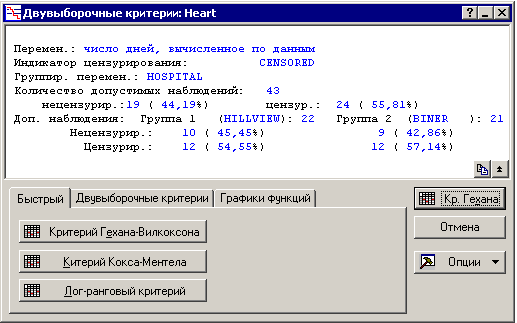 Двувыборочные критерии: Heart
Перемен.: число дней, вычисленное по данным
Индикатор цензурирования: CENSORED
Группир. перемен.: HOSPITAL
Количество допустимых наблюдений: 43
нецензурир.:19 ( 44,19%) цензур.: 24 ( 55,81%)
Доп. наблюдения: Группа 1 (HILLVIEW): 22 Группа 2 (BINER ): 21
Нецензурир.: 10 ( 45,45%) 9 ( 42,86%)
Цензурир.: 12 ( 54,55%) 12 ( 57,14%)
Быстрый Двувыборочные критерии Графики функций
Критерий Гехана-Вилкоксона
Китерий Кокса-Ментела
Лог-ранговый критерий
Кр. Гехана
Отмена
Опции